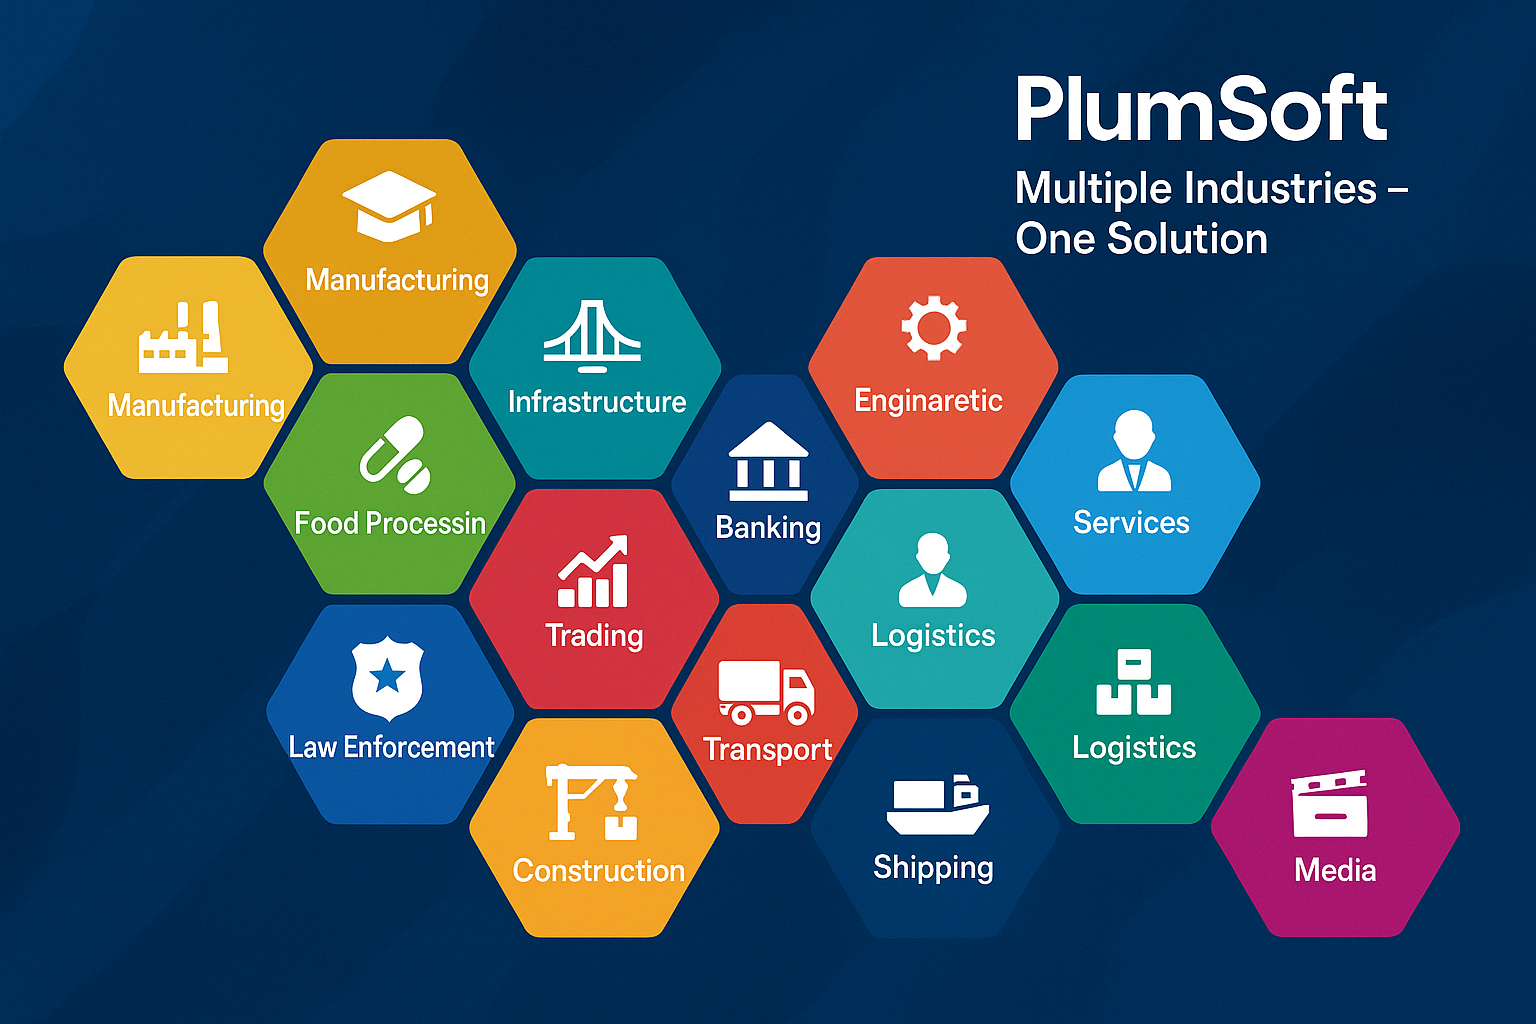 PlumSoft
Multiple Industries –
One Solution
Manufacturing
Manufacturing
Infrastructure
Enginaretic
Food Processin
Banking
Services
Trading
Logistics
Law Enforcement
Transport
Logistics
Construction
Shipping
Media